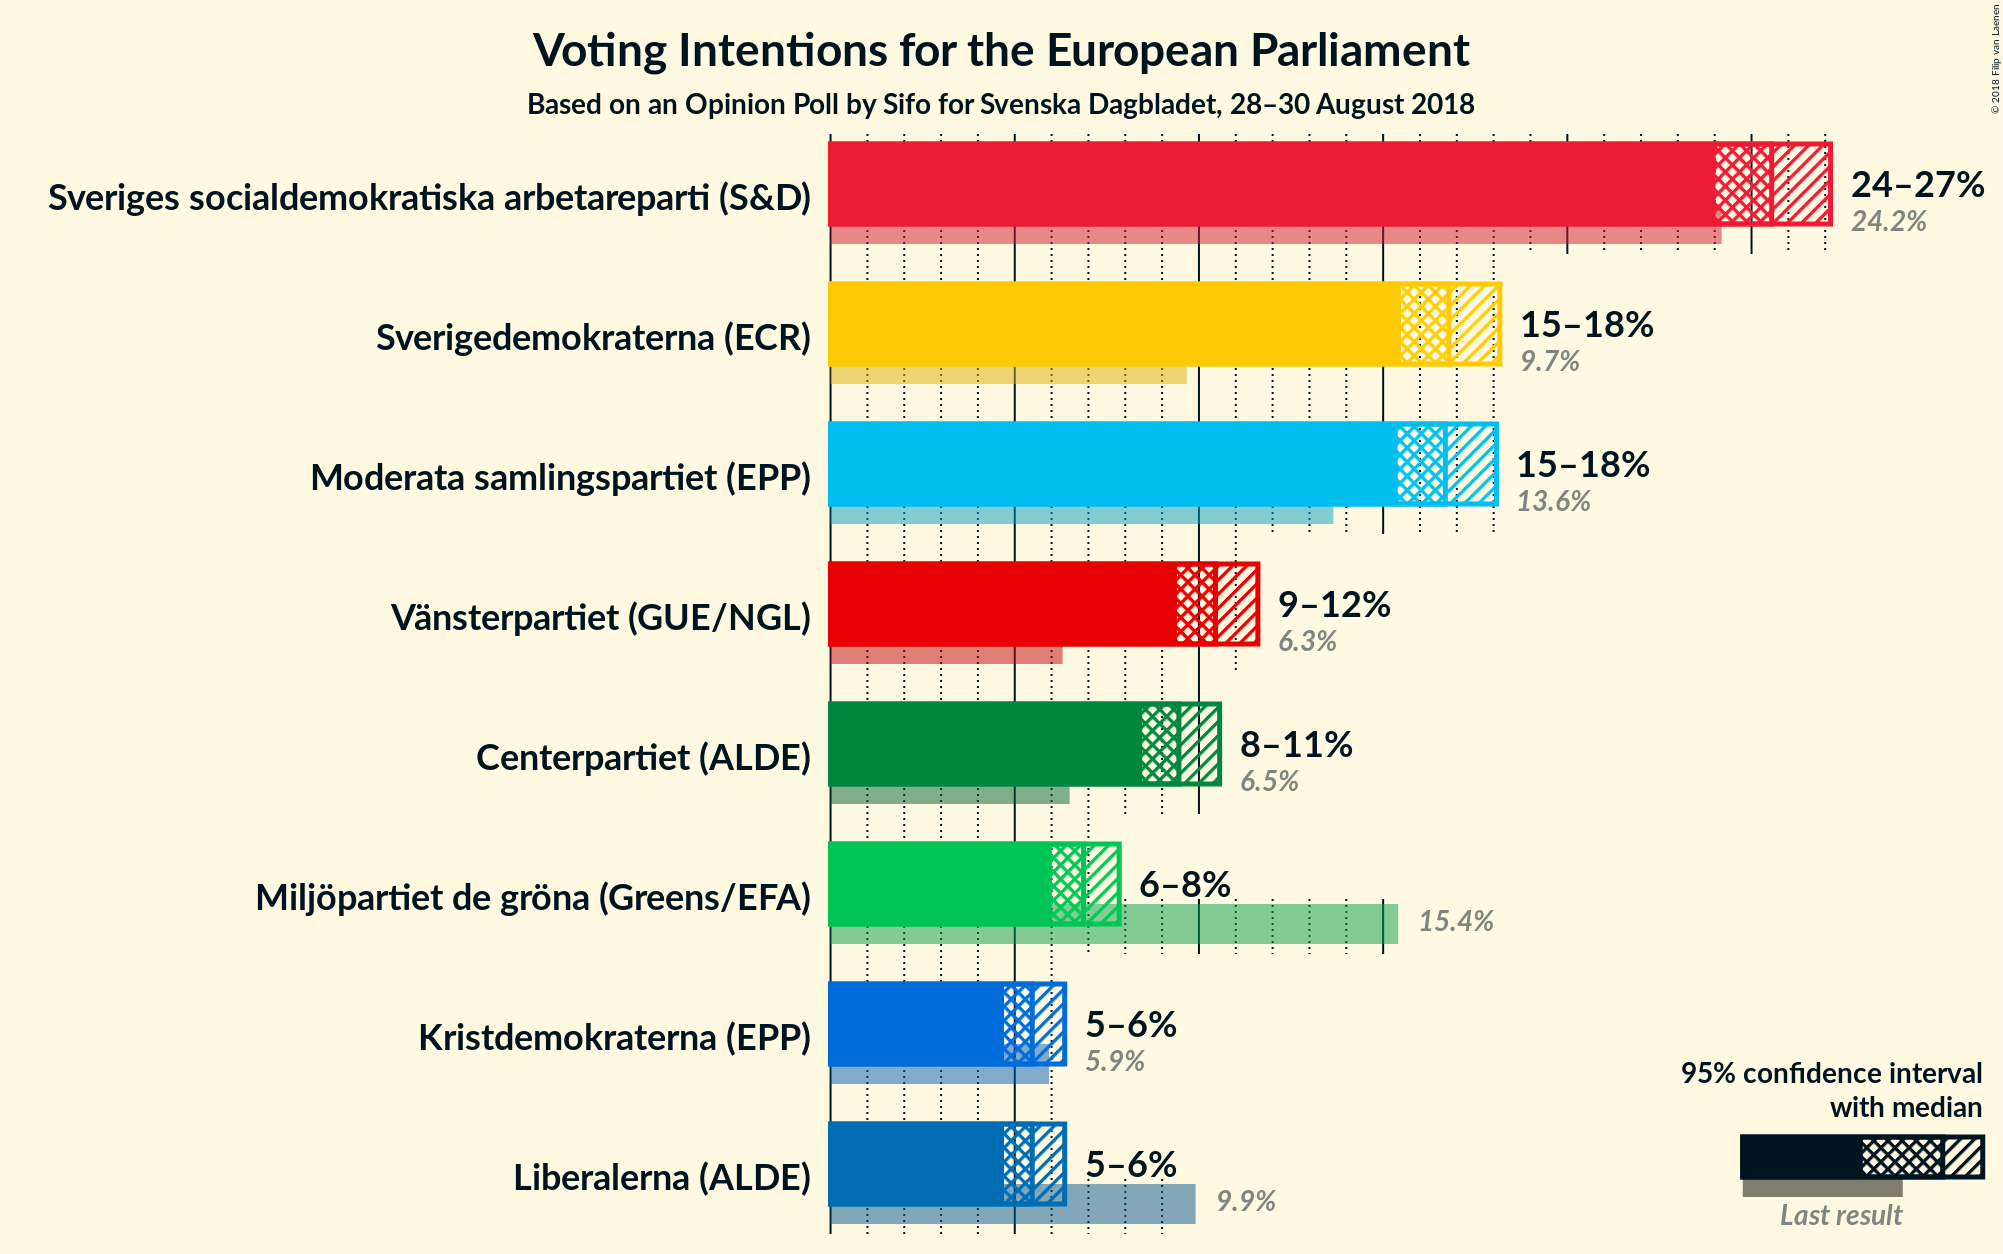 Voting Intentions for the European Parliament
Based on an Opinion Poll by Sifo for Svenska Dagbladet, 28–30 August 2018
© 2018 Filip van Laenen
Sveriges socialdemokratiska arbetareparti (S&D)
24–27%
24.2%
Sverigedemokraterna (ECR)
15–18%
9.7%
Moderata samlingspartiet (EPP)
15–18%
13.6%
Vänsterpartiet (GUE/NGL)
9–12%
6.3%
Centerpartiet (ALDE)
8–11%
6.5%
Miljöpartiet de gröna (Greens/EFA)
6–8%
15.4%
Kristdemokraterna (EPP)
5–6%
5.9%
Liberalerna (ALDE)
5–6%
9.9%
95% confidence interval
with median
Last result